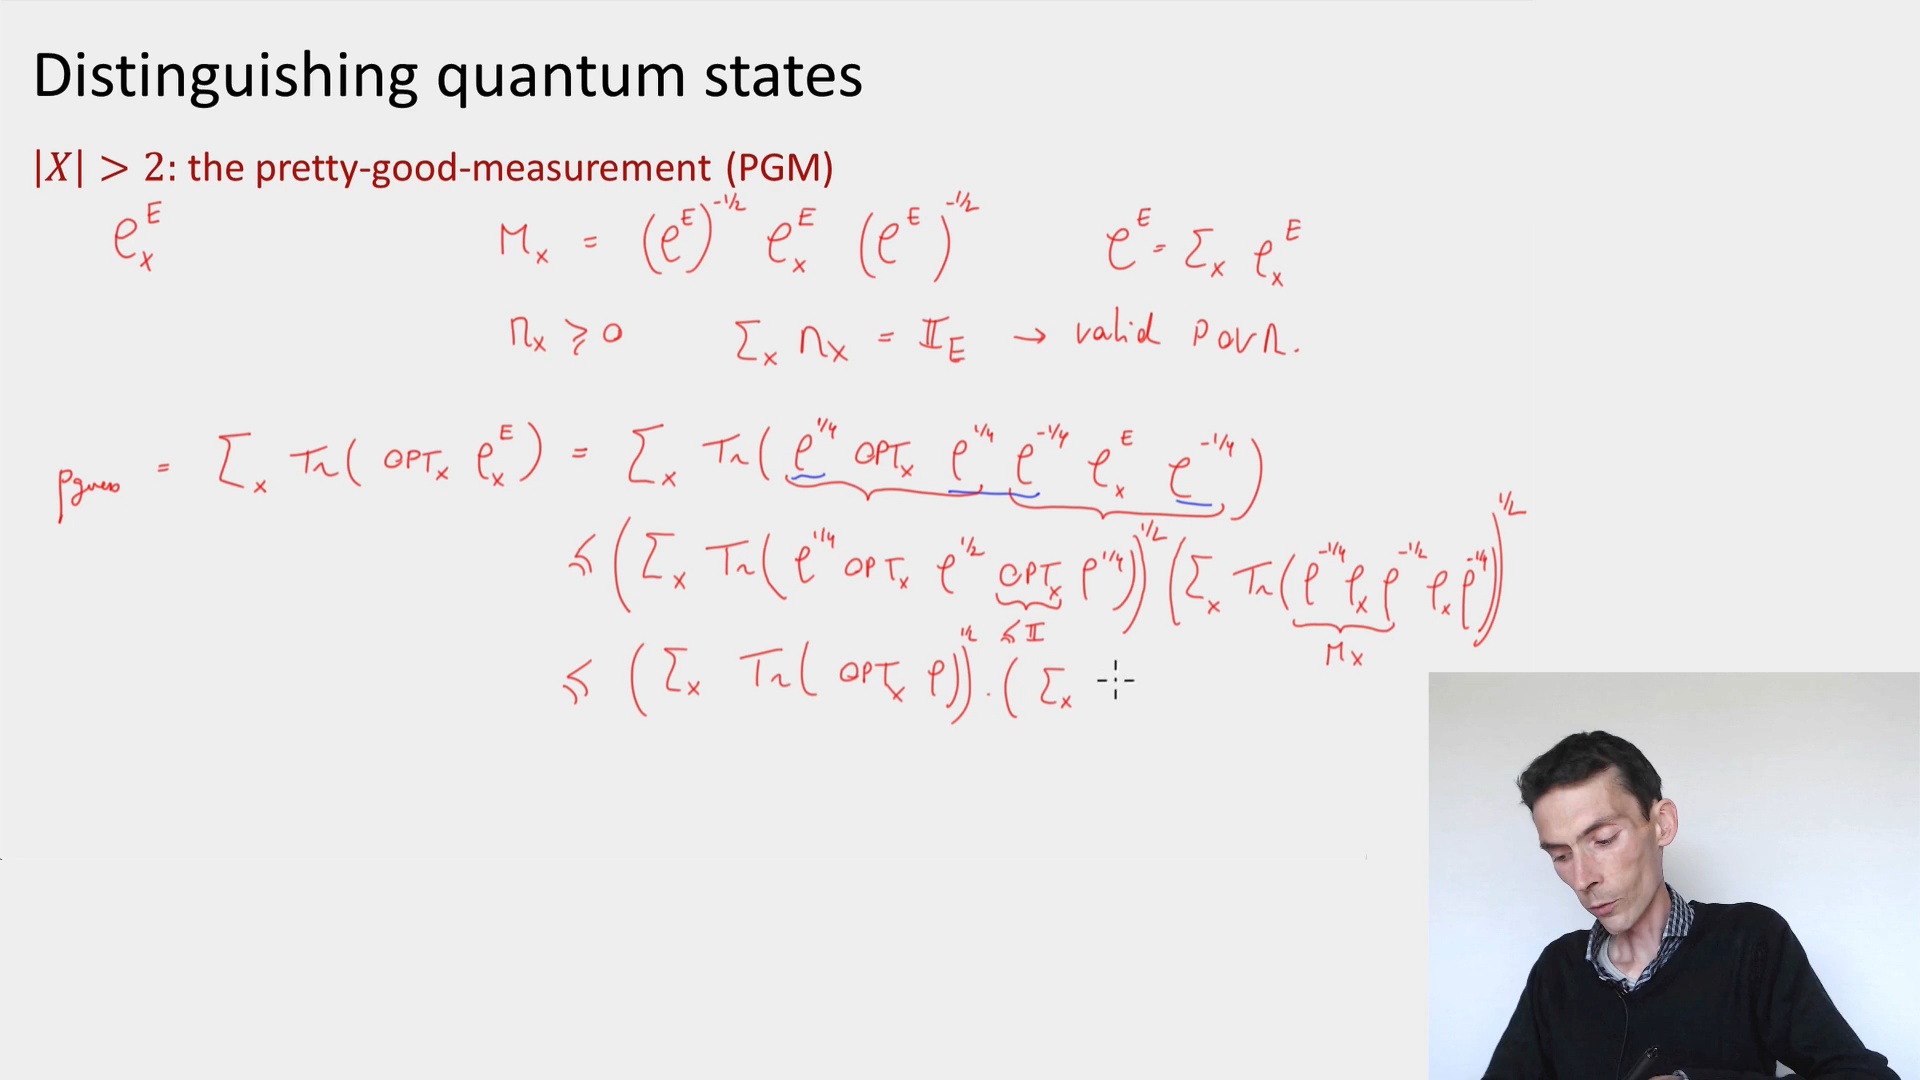 Distinguishing quantum states
|X| > 2: the pretty-good-measurement (PGM)
ρ_x^E    M_x = (ρ^E)^{-1/2} ρ_x^E (ρ^E)^{-1/2}    ρ^E = Σ_x ρ_x^E
M_x ⩾ 0    Σ_x M_x = 𝕀_E → valid POVM.
p_guess = Σ_x Tr( OPT_x ρ_x^E ) = Σ_x Tr( ρ^{1/4} OPT_x ρ^{1/4} ρ^{-1/4} ρ_x^E ρ^{-1/4} )
⩽ ( Σ_x Tr( ρ^{1/4} OPT_x ρ^{1/2} OPT_x ρ^{1/4} ) )^{1/2} ( Σ_x Tr( ρ^{-1/4} ρ_x ρ^{-1/2} ρ_x ρ^{-1/4} ) )^{1/2}
⩽ 𝕀    M_x
⩽ ( Σ_x Tr( OPT_x ρ ) )^{1/2} . ( Σ_x